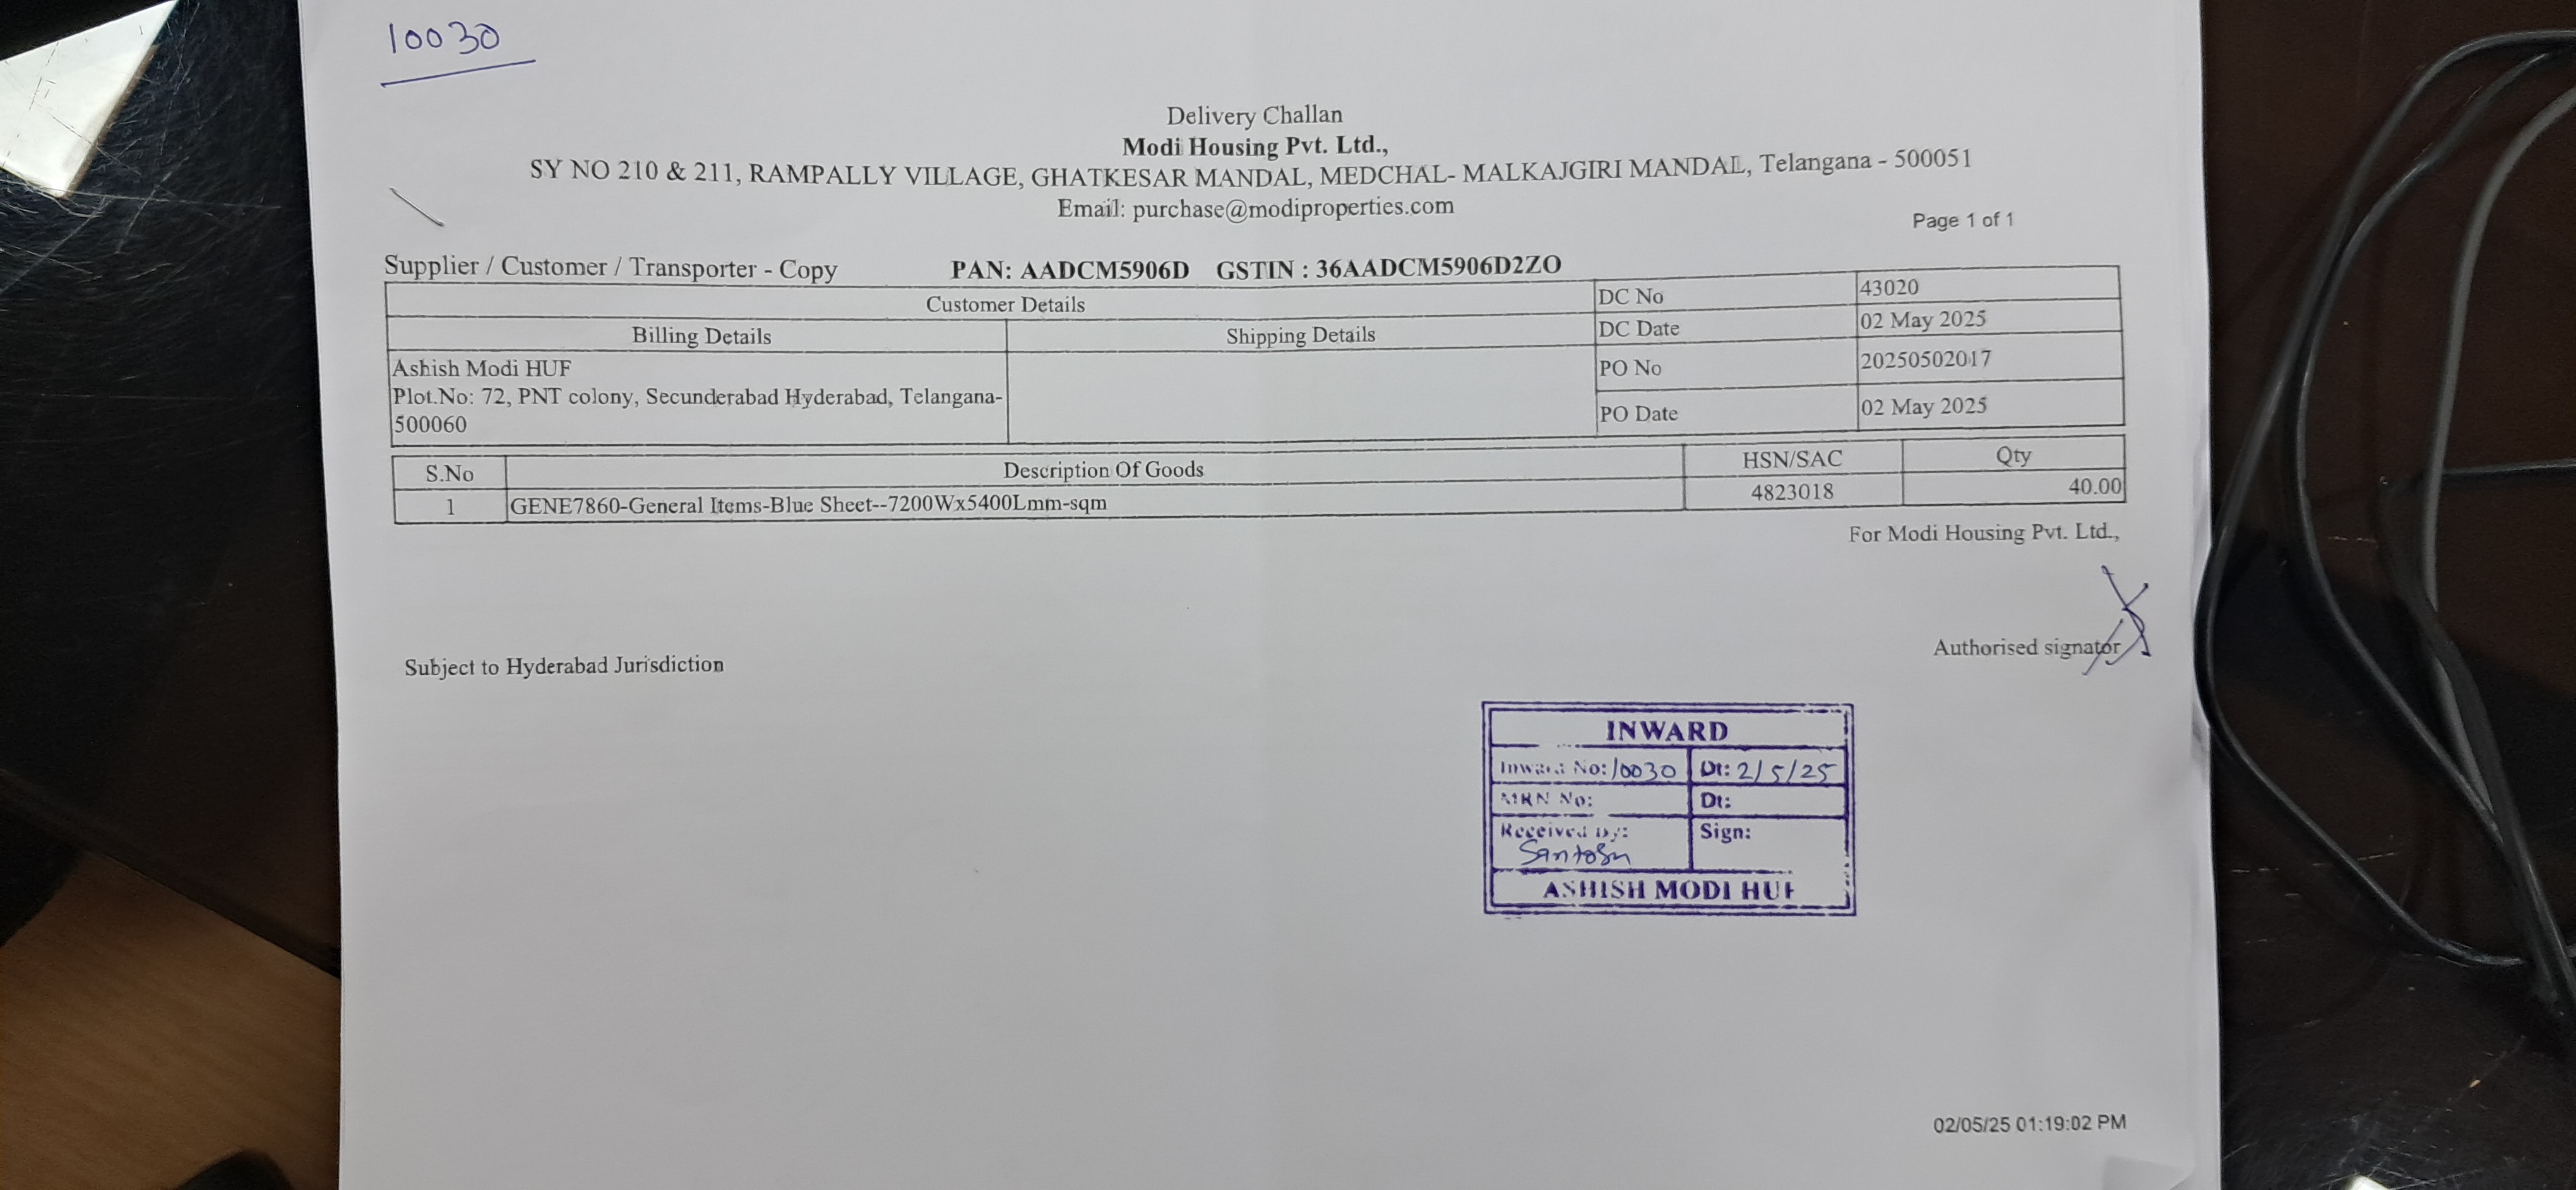 10030
Delivery Challan
Modi Housing Pvt. Ltd.,
SY NO 210 & 211, RAMPALLY VILLAGE, GHATKESAR MANDAL, MEDCHAL- MALKAJGIRI MANDAL, Telangana - 500051
Email: purchase@modiproperties.com
Page 1 of 1
Supplier / Customer / Transporter - Copy PAN: AADCM5906D GSTIN : 36AADCM5906D2ZO
Customer Details
Billing Details Shipping Details
Ashish Modi HUF
Plot.No: 72, PNT colony, Secunderabad Hyderabad, Telangana-
500060
DC No 43020
DC Date 02 May 2025
PO No 20250502017
PO Date 02 May 2025
S.No Description Of Goods HSN/SAC Qty
1 GENE7860-General Items-Blue Sheet--7200Wx5400Lmm-sqm 4823018 40.00
For Modi Housing Pvt. Ltd.,
Authorised signator
Subject to Hyderabad Jurisdiction
INWARD
Inward No: 10030 Dt: 2/5/25
MRN No: Dt:
Received by: Sign:
Santosh
ASHISH MODI HUF
02/05/25 01:19:02 PM